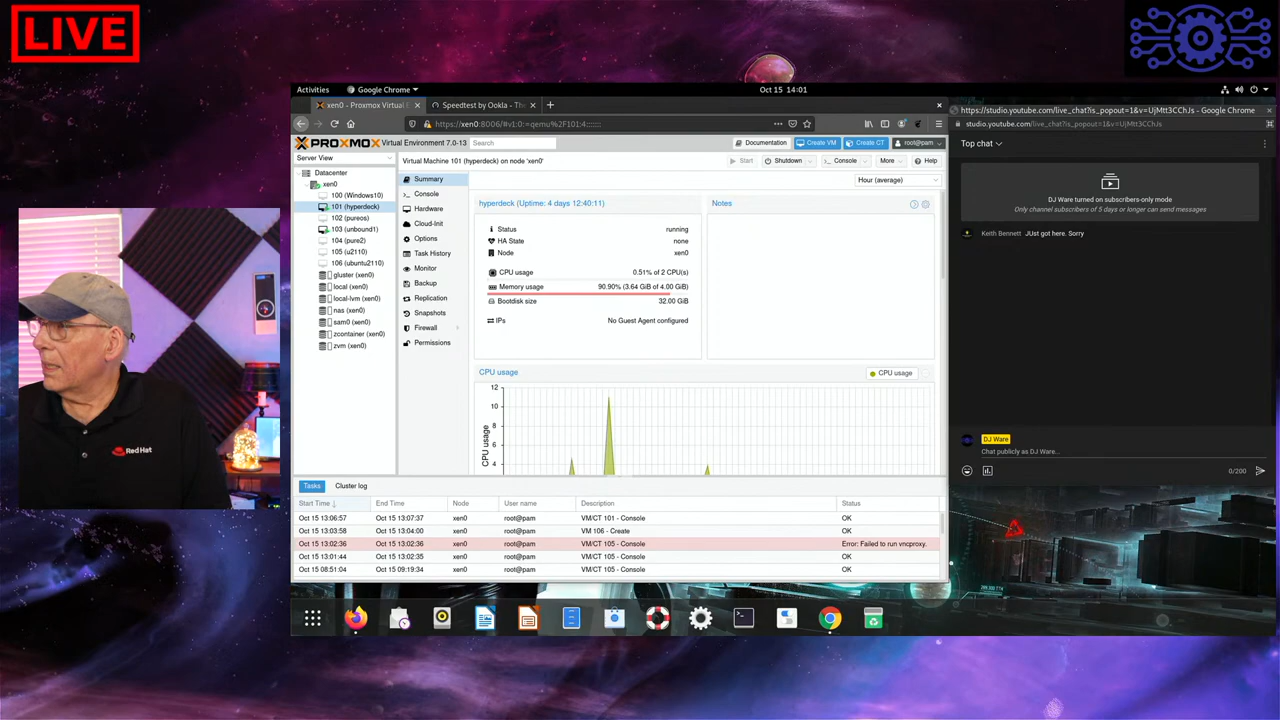 LIVE
Activities
Google Chrome
Oct 15 14:01
xen0 - Proxmox Virtual E
Speedtest by Ookla - The
https://studio.youtube.com/live_chat?is_popout=1&v=UjMtt3CChJs - Google Chrome
https://xen0:8006/#v1:0:=qemu%2F101:4:::::::
studio.youtube.com/live_chat?is_popout=1&v=UjMtt3CChJs
PROXMOX Virtual Environment 7.0-13
Search
Documentation
Create VM
Create CT
root@pam
Top chat
Server View
Virtual Machine 101 (hyperdeck) on node 'xen0'
Start
Shutdown
Console
More
Help
Datacenter
xen0
100 (Windows10)
101 (hyperdeck)
102 (pureos)
103 (unbound1)
104 (pure2)
105 (u2110)
106 (ubuntu2110)
gluster (xen0)
local (xen0)
local-lvm (xen0)
nas (xen0)
sam0 (xen0)
zcontainer (xen0)
zvm (xen0)
Summary
Console
Hardware
Cloud-Init
Options
Task History
Monitor
Backup
Replication
Snapshots
Firewall
Permissions
Hour (average)
hyperdeck (Uptime: 4 days 12:40:11)
Status running
HA State none
Node xen0
CPU usage 0.51% of 2 CPU(s)
Memory usage 90.90% (3.64 GiB of 4.00 GiB)
Bootdisk size 32.00 GiB
IPs No Guest Agent configured
Notes
CPU usage
CPU usage
12
10
8
6
4
CPU usage
DJ Ware turned on subscribers-only mode
Only channel subscribers of 5 days or longer can send messages
Keith Bennett JUst got here. Sorry
DJ Ware
Chat publicly as DJ Ware...
0/200
Red Hat
Tasks
Cluster log
Start Time End Time Node User name Description Status
Oct 15 13:06:57 Oct 15 13:07:37 xen0 root@pam VM/CT 101 - Console OK
Oct 15 13:03:58 Oct 15 13:04:00 xen0 root@pam VM 106 - Create OK
Oct 15 13:02:36 Oct 15 13:02:36 xen0 root@pam VM/CT 105 - Console Error: Failed to run vncproxy.
Oct 15 13:01:44 Oct 15 13:02:35 xen0 root@pam VM/CT 105 - Console OK
Oct 15 08:51:04 Oct 15 09:19:34 xen0 root@pam VM/CT 105 - Console OK